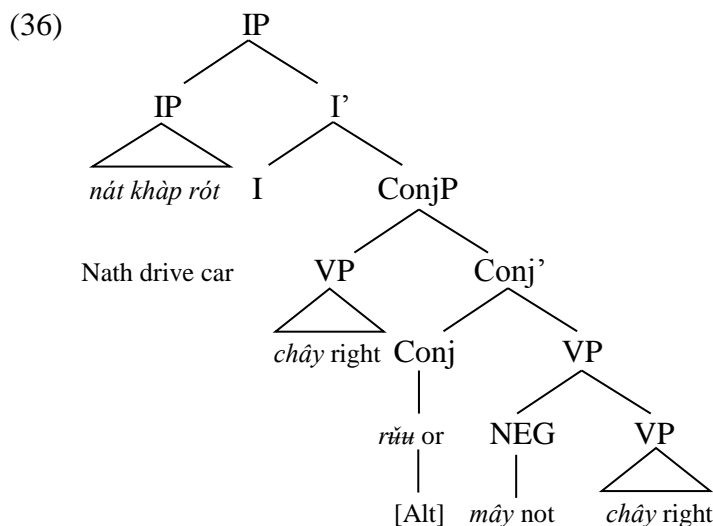 (36)
IP
IP I’
nát khàp rót I ConjP
Nath drive car VP Conj’
chây right Conj VP
rʉ̌ʉ or NEG VP
[Alt] mây not chây right